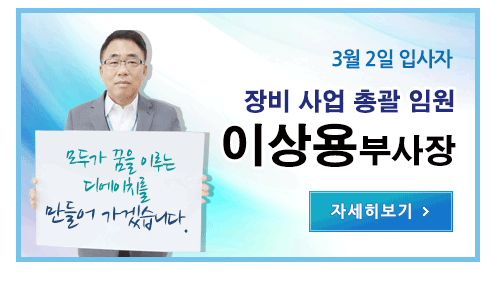 3월 2일 입사자
장비 사업 총괄 임원
이상용부사장
모두가 꿈을 이루는
디에이치를
만들어 가겠습니다.
자세히보기 >